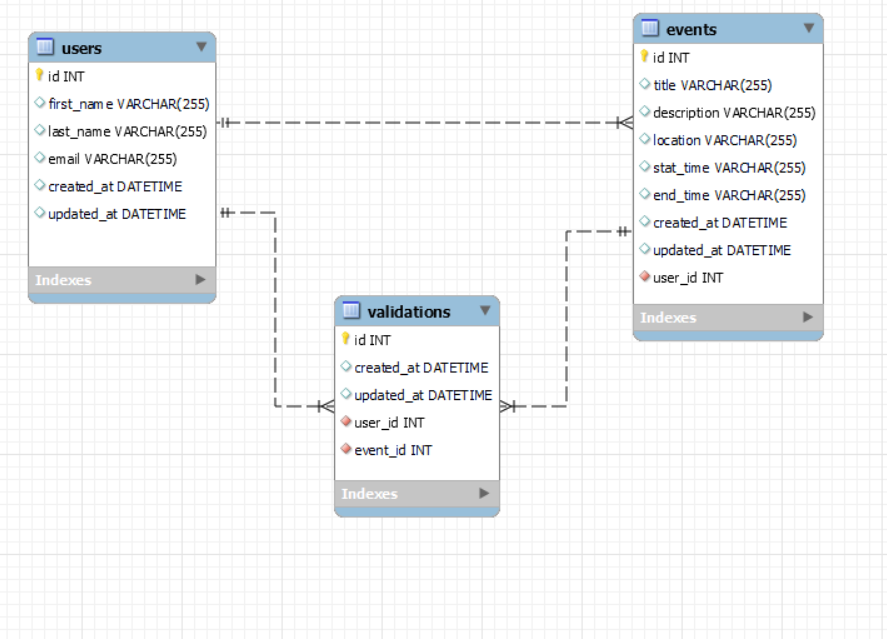 users
id INT
first_name VARCHAR(255)
last_name VARCHAR(255)
email VARCHAR(255)
created_at DATETIME
updated_at DATETIME
Indexes
events
id INT
title VARCHAR(255)
description VARCHAR(255)
location VARCHAR(255)
stat_time VARCHAR(255)
end_time VARCHAR(255)
created_at DATETIME
updated_at DATETIME
user_id INT
Indexes
validations
id INT
created_at DATETIME
updated_at DATETIME
user_id INT
event_id INT
Indexes